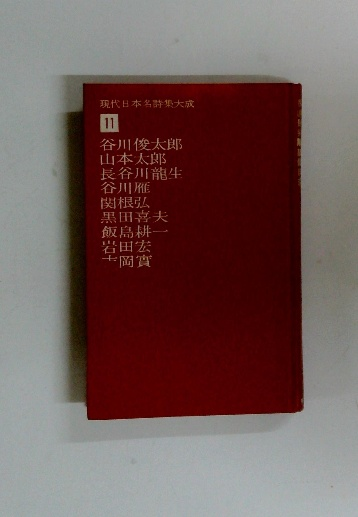 現代日本名詩集大成
11
谷川俊太郎
山本太郎
長谷川龍生
谷川雁
関根弘
黒田喜夫
飯島耕一
岩田宏
吉岡實